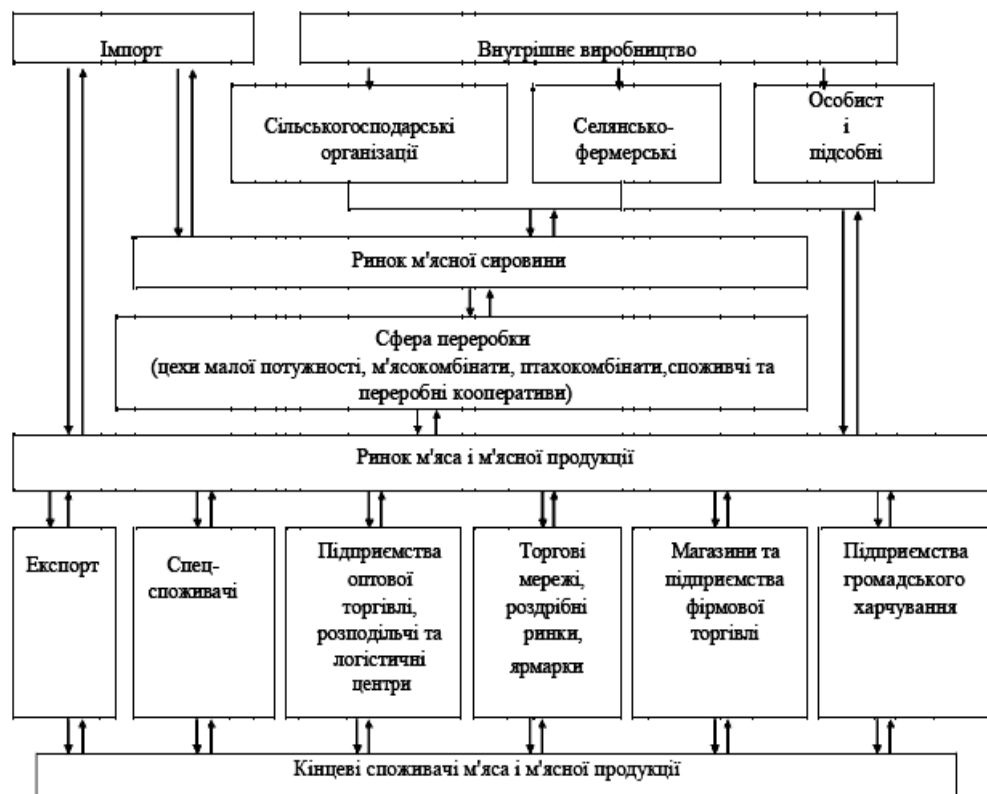 Імпорт
Внутрішнє виробництво
Сільськогосподарські
організації
Селянсько-
фермерські
Особист
і
підсобні
Ринок м'ясної сировини
Сфера переробки
(цехи малої потужності, м'ясокомбінати, птахокомбінати,споживчі та
переробні кооперативи)
Ринок м'яса і м'ясної продукції
Експорт
Спец-
споживачі
Підприємства
оптової
торгівлі,
розподільчі та
логістичні
центри
Торгові
мережі,
роздрібні
ринки,
ярмарки
Магазини та
підприємства
фірмової
торгівлі
Підприємства
громадського
харчування
Кінцеві споживачі м'яса і м'ясної продукції